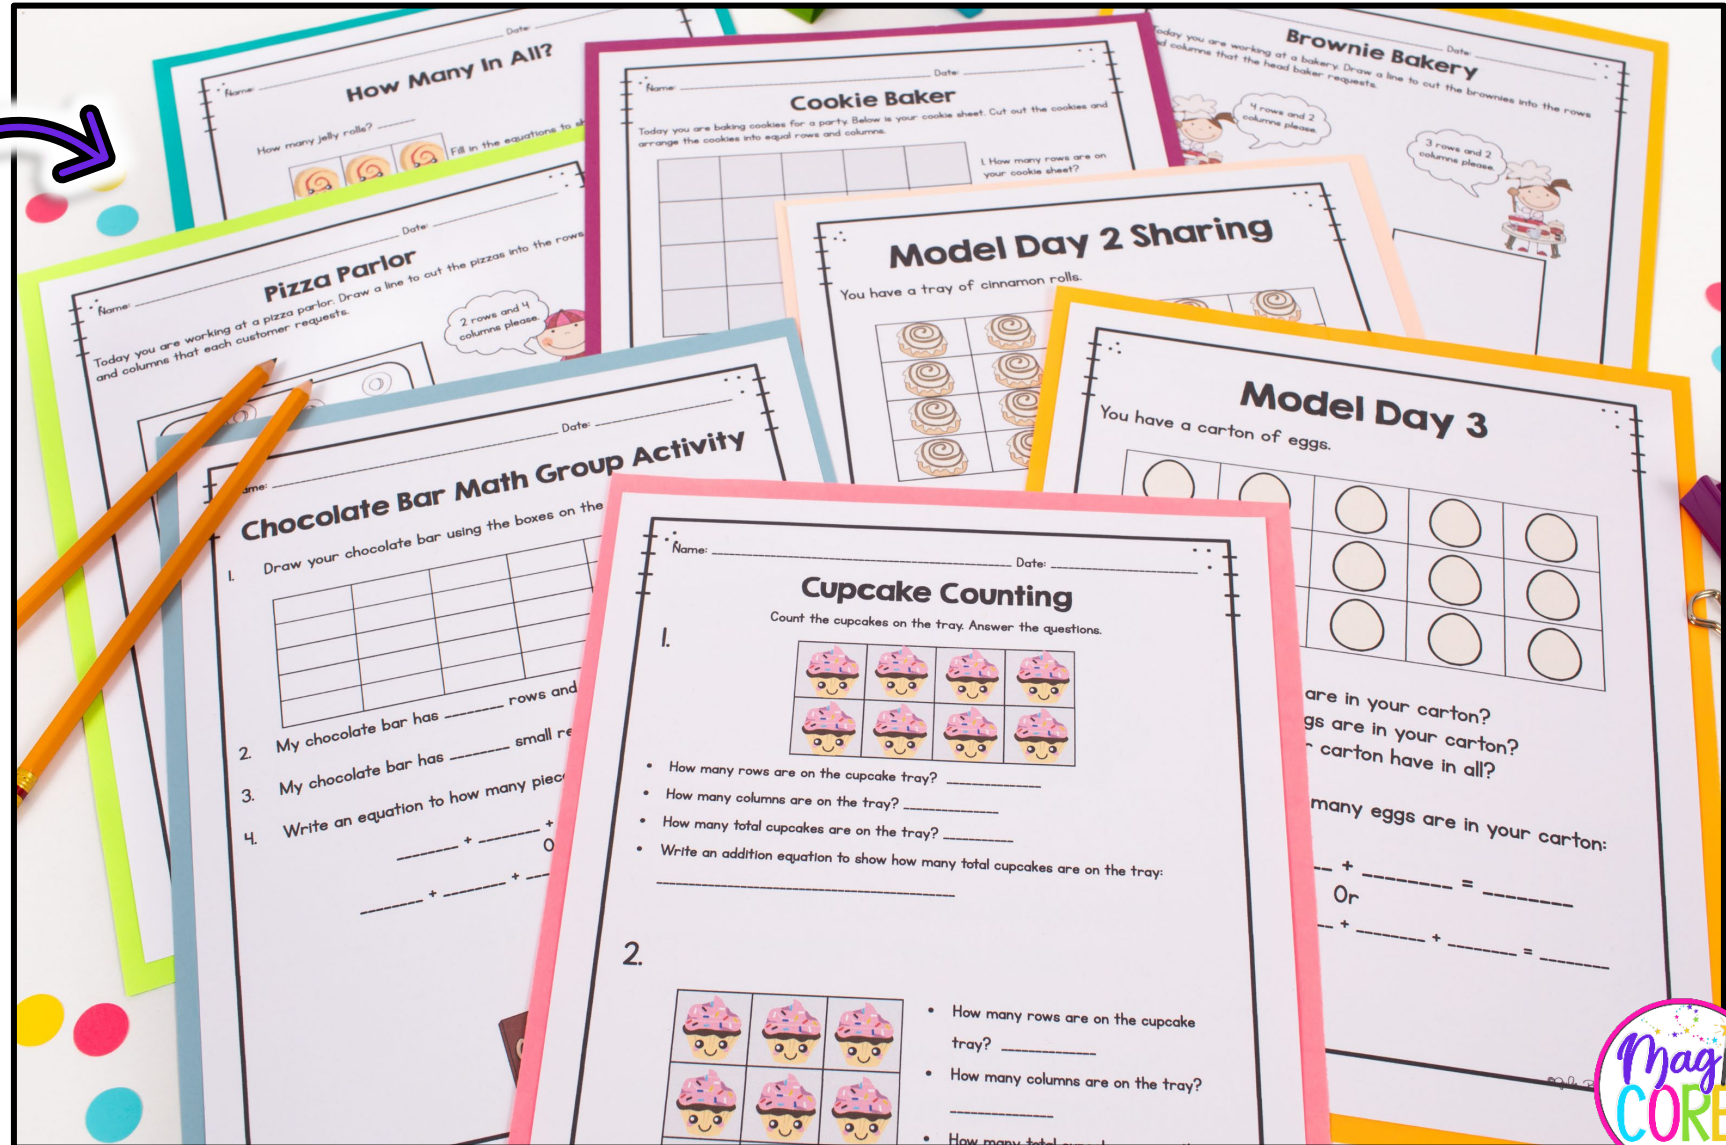 Name: Date:
How Many In All?
How many jelly rolls?
Fill in the equations to
Name: Date:
Cookie Baker
Today you are baking cookies for a party. Below is your cookie sheet. Cut out the cookies and
arrange the cookies into equal rows and columns.
1. How many rows are on
your cookie sheet?
Date:
Brownie Bakery
you are working at a bakery. Draw a line to cut the brownies into the rows
columns that the head baker requests.
4 rows and 2
columns please.
3 rows and 2
columns please.
Name: Date:
Pizza Parlor
Today you are working at a pizza parlor. Draw a line to cut the pizzas into the rows
and columns that each customer requests.
2 rows and 4
columns please.
Model Day 2 Sharing
You have a tray of cinnamon rolls.
Model Day 3
You have a carton of eggs.
are in your carton?
are in your carton?
carton have in all?
many eggs are in your carton:
+ =
Or
+ + =
Date:
Chocolate Bar Math Group Activity
1. Draw your chocolate bar using the boxes on the
2. My chocolate bar has ______ rows and
3. My chocolate bar has ______ small
4. Write an equation to how many
______ + ______ +
______ + ______ +
Name: Date:
Cupcake Counting
Count the cupcakes on the tray. Answer the questions.
1.
• How many rows are on the cupcake tray?
• How many columns are on the tray?
• How many total cupcakes are on the tray?
• Write an addition equation to show how many total cupcakes are on the tray:
2.
• How many rows are on the cupcake
tray?
• How many columns are on the tray?
• How many total
CORE